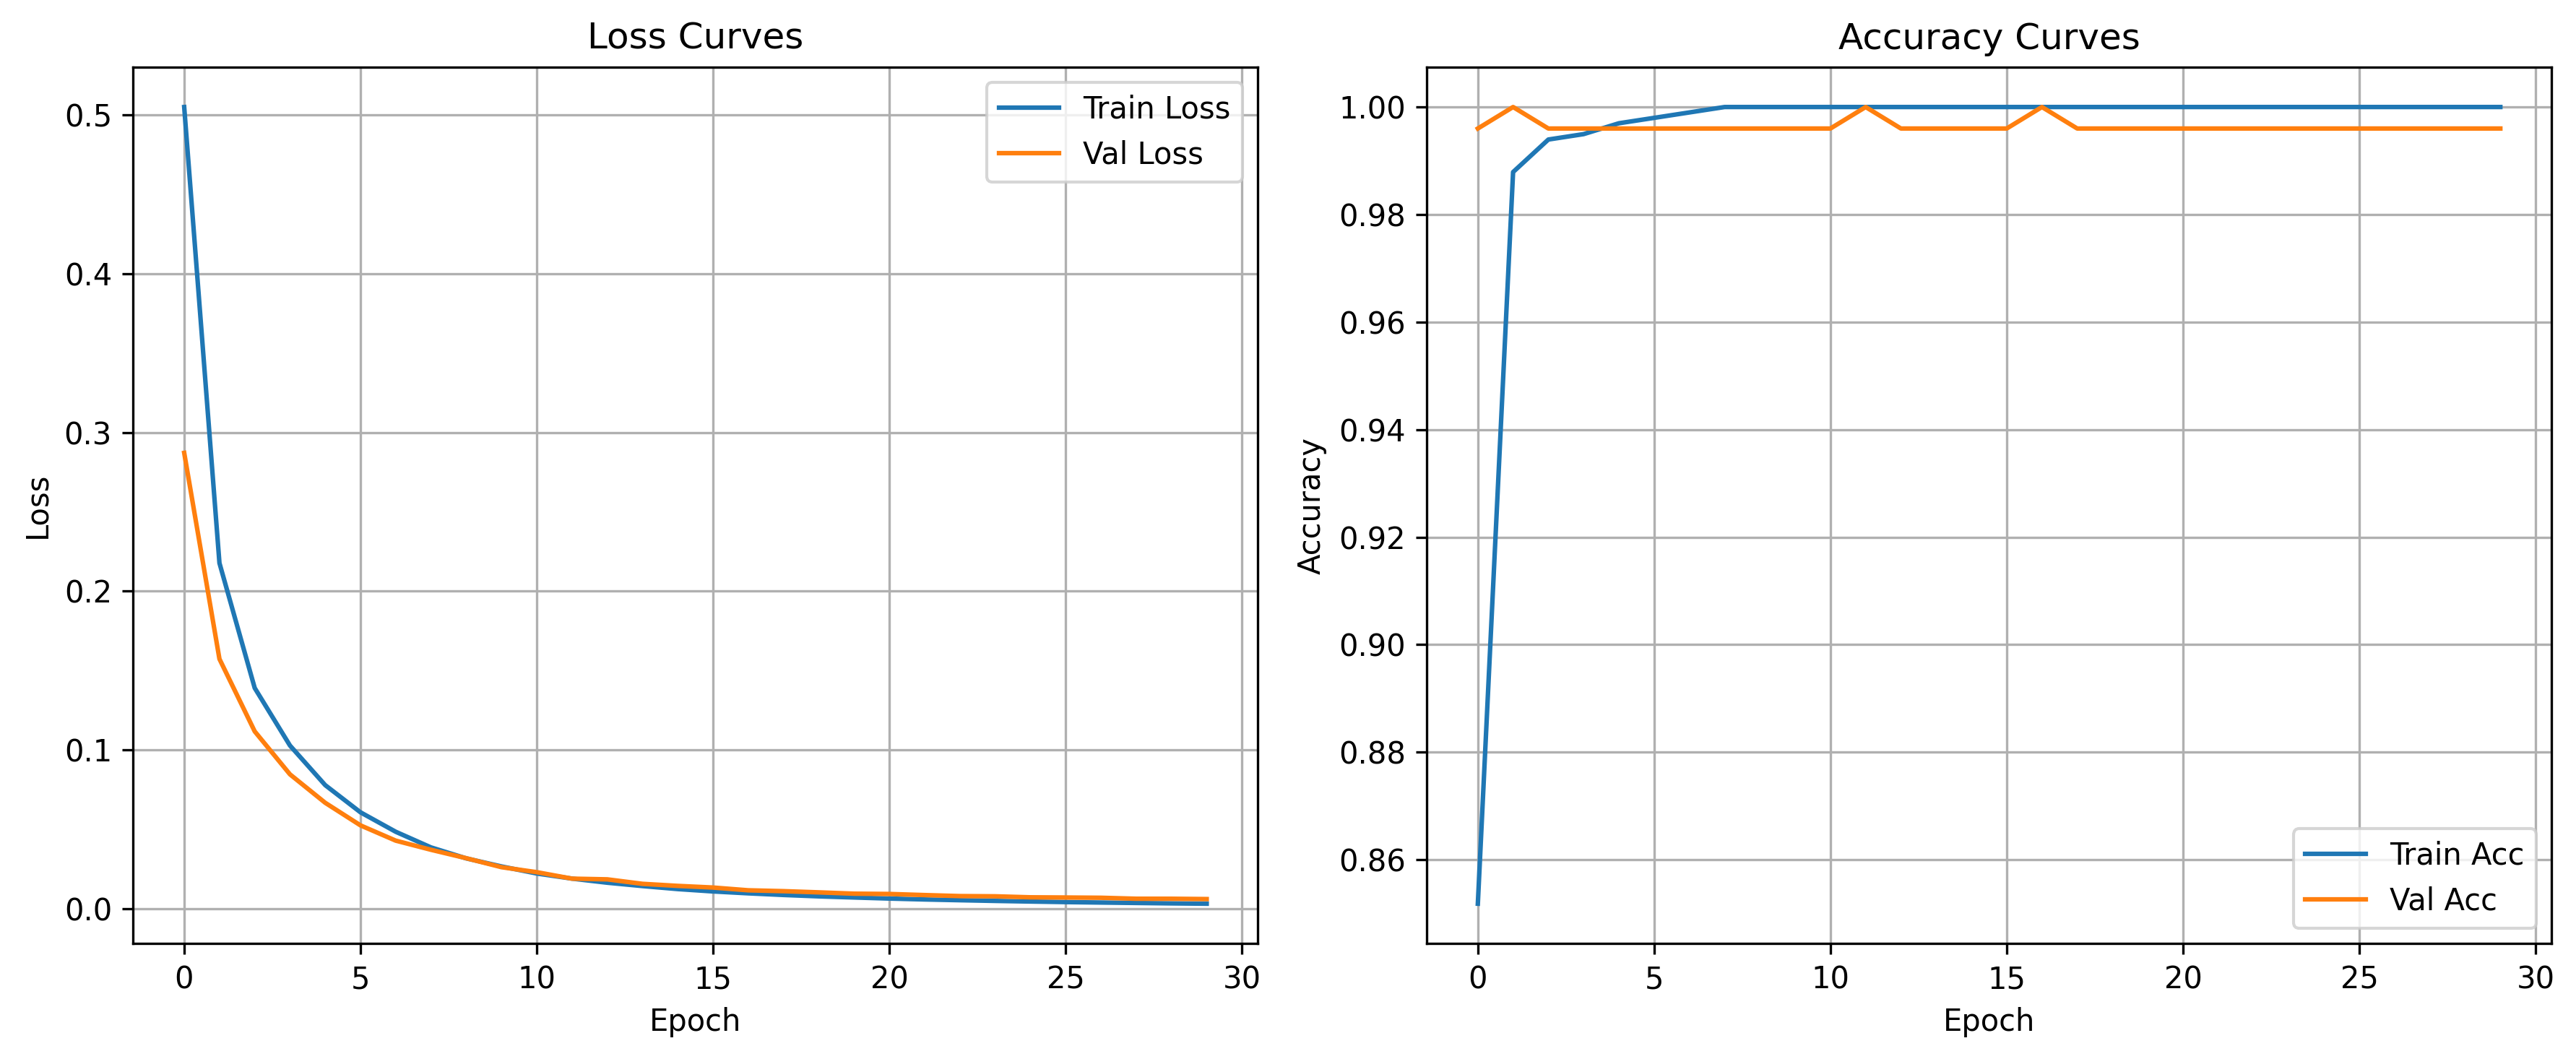 Loss Curves
0.5
0.4
0.3
0.2
0.1
0.0
Loss
0 5 10 15 20 25 30
Epoch
Train Loss
Val Loss
Accuracy Curves
1.00
0.98
0.96
0.94
0.92
0.90
0.88
0.86
Accuracy
0 5 10 15 20 25 30
Epoch
Train Acc
Val Acc